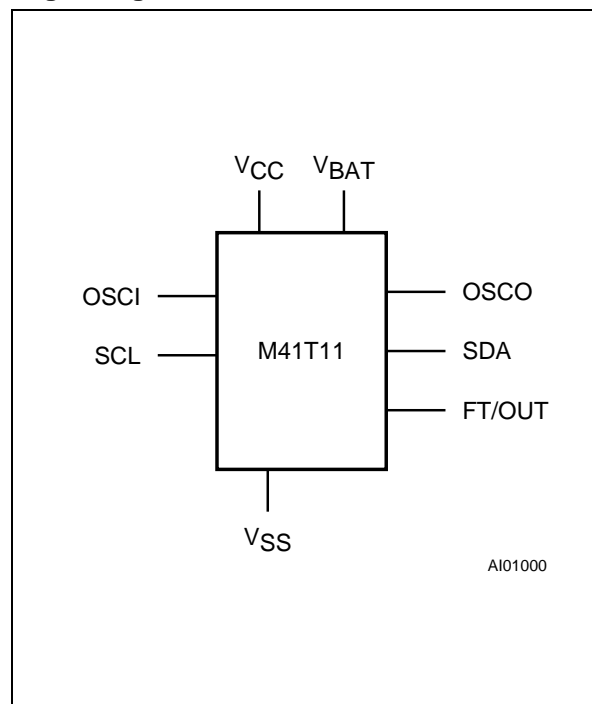 VCC VBAT
OSCI OSCO
SCL M41T11 SDA
FT/OUT
VSS
AI01000